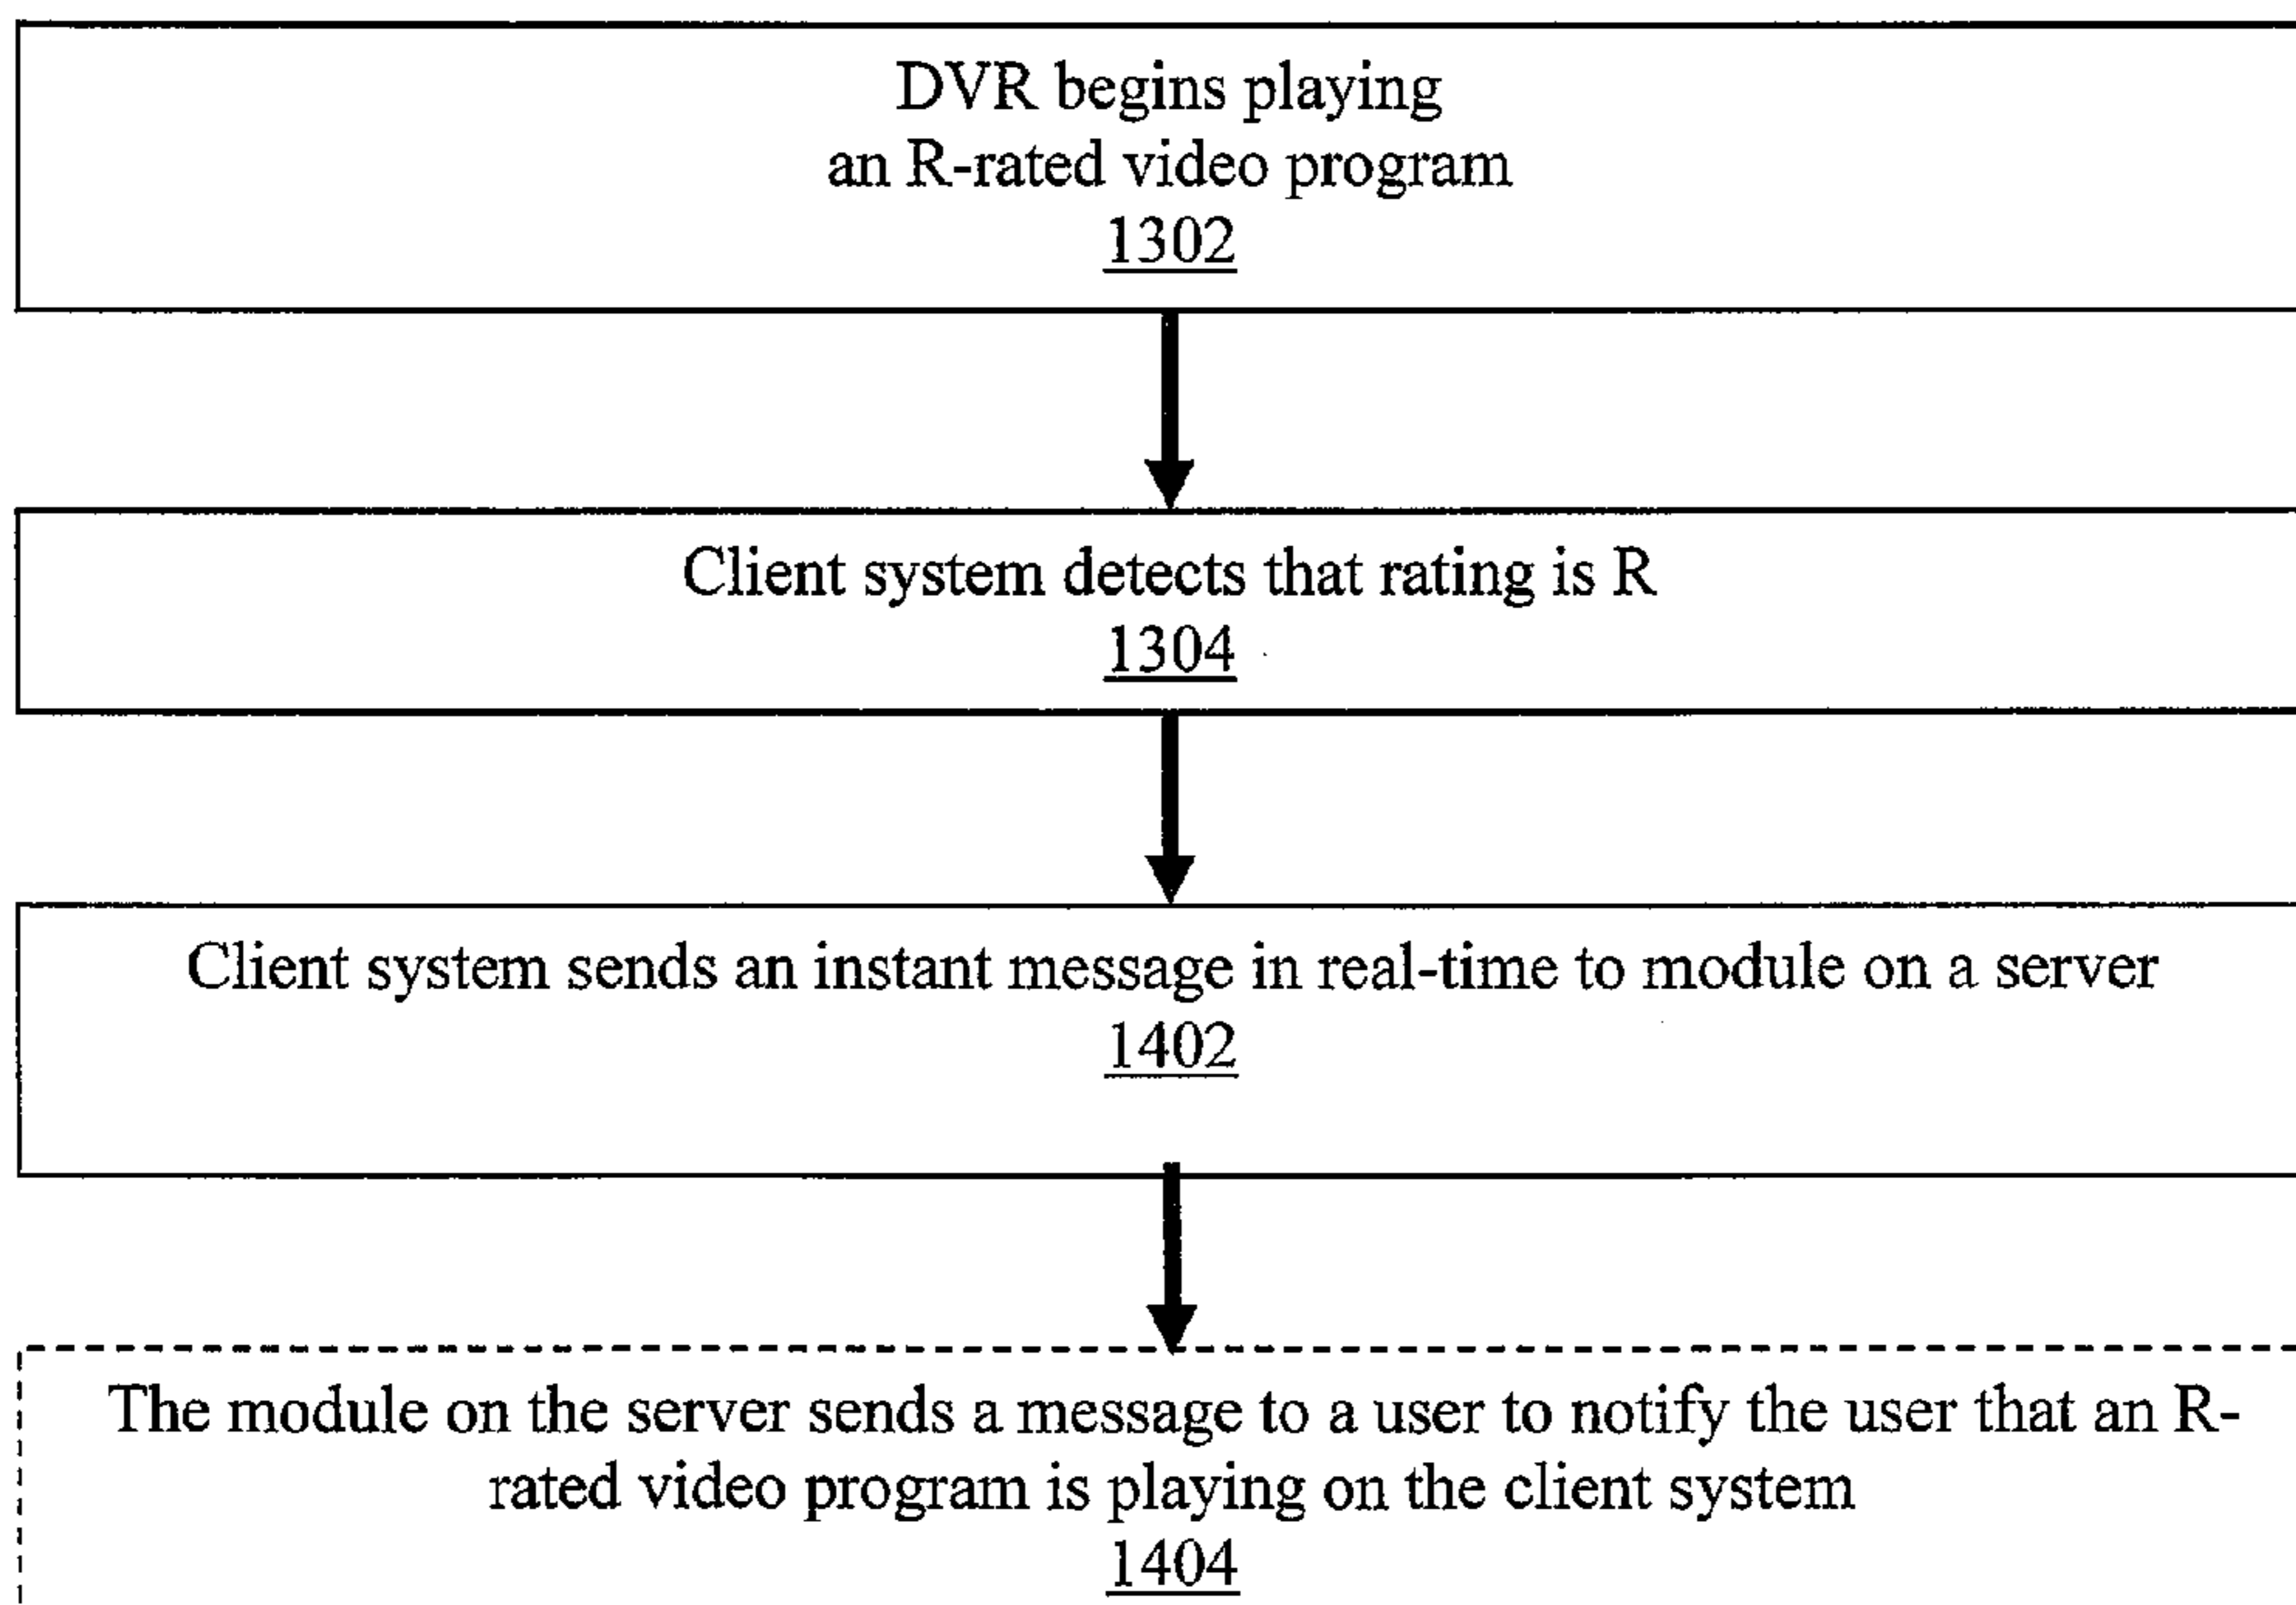 DVR begins playing
an R-rated video program
1302
Client system detects that rating is R
1304
Client system sends an instant message in real-time to module on a server
1402
The module on the server sends a message to a user to notify the user that an R-
rated video program is playing on the client system
1404